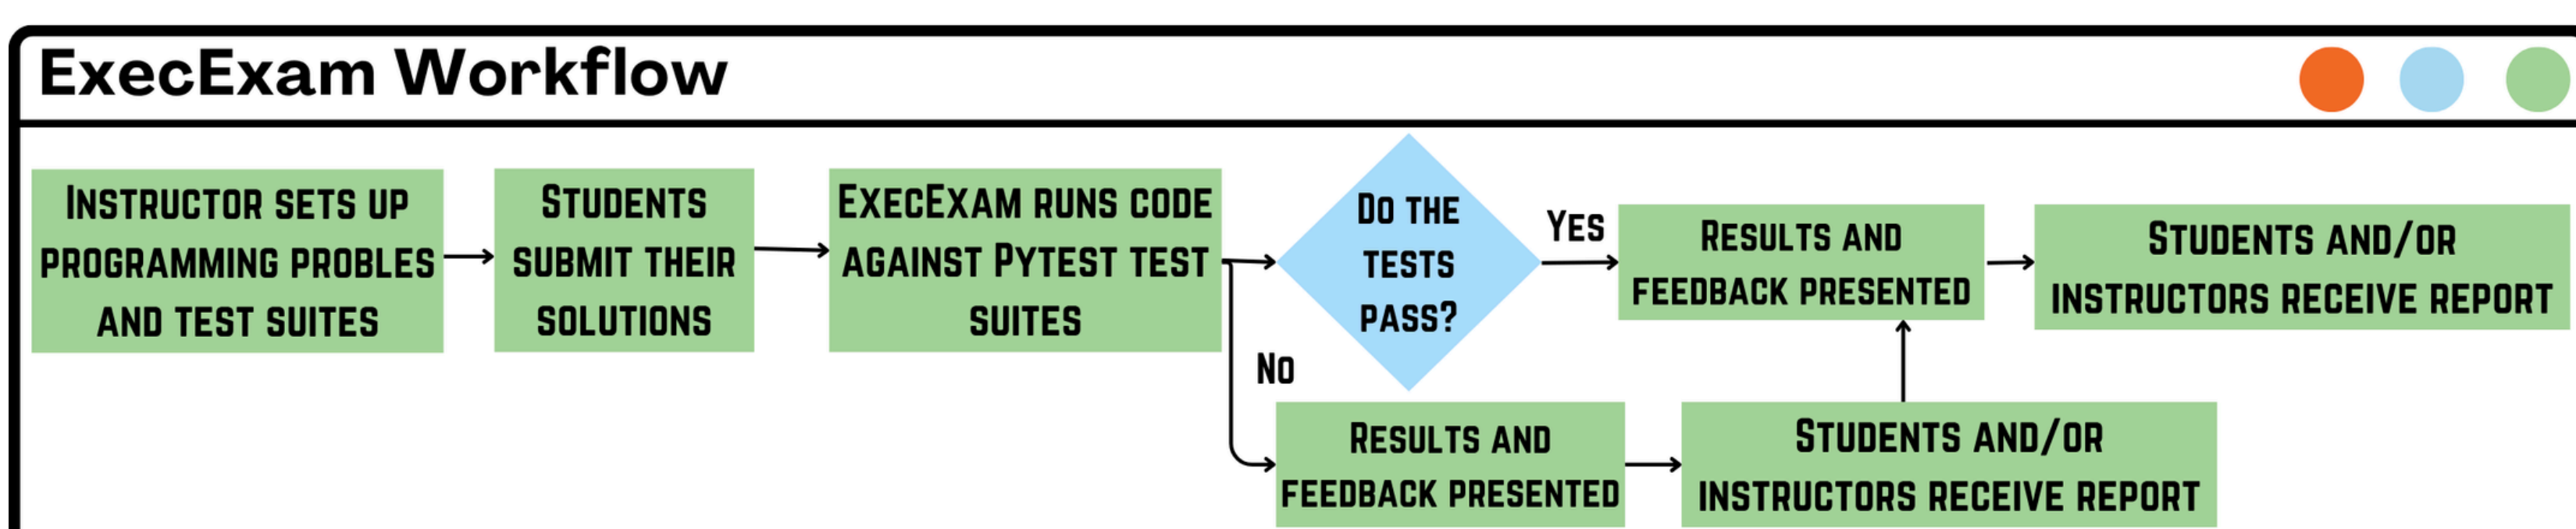 ExecExam Workflow
Instructor sets up
programming probles
and test suites
Students
submit their
solutions
ExecExam runs code
against Pytest test
suites
Do the
tests
pass?
Yes
Results and
feedback presented
Students and/or
instructors receive report
No
Results and
feedback presented
Students and/or
instructors receive report